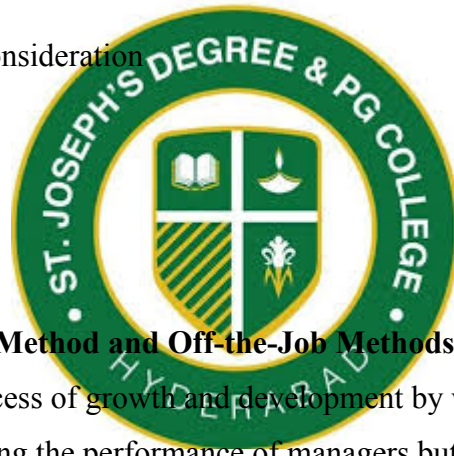 onsideration
ST. JOSEPH'S DEGREE & PG COLLEGE
Method and Off-the-Job Methods
cess of growth and development by
HYDERABAD
ng the performance of managers but